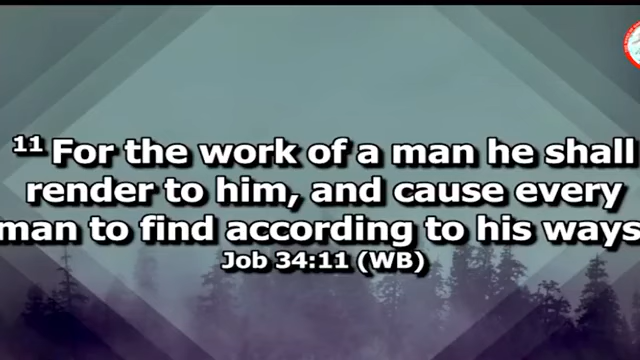 11 For the work of a man he shall
render to him, and cause every
man to find according to his ways.
Job 34:11 (WB)